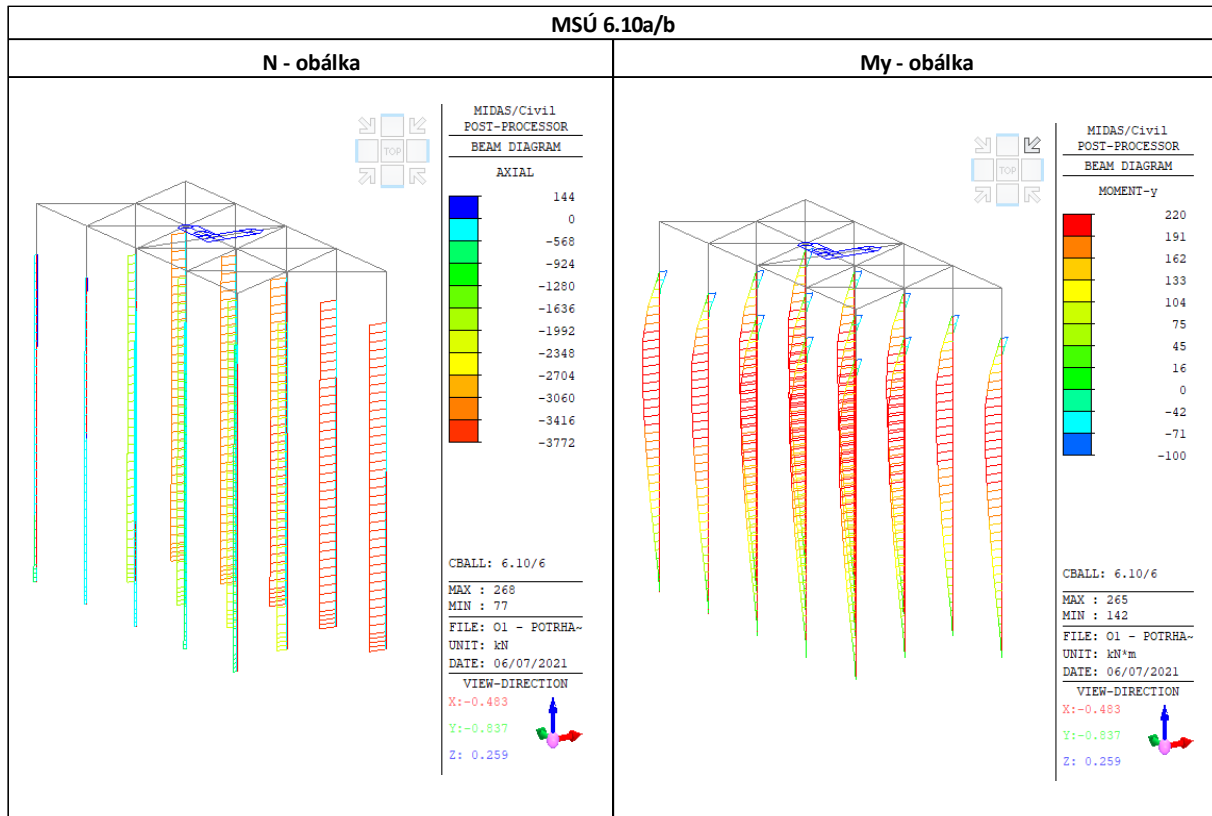 MSÚ 6.10a/b
N - obálka
My - obálka
TOP
MIDAS/Civil
POST-PROCESSOR
BEAM DIAGRAM
AXIAL
144
0
-568
-924
-1280
-1636
-1992
-2348
-2704
-3060
-3416
-3772
CBALL: 6.10/6
MAX : 268
MIN : 77
FILE: O1 - POTRHA~
UNIT: kN
DATE: 06/07/2021
VIEW-DIRECTION
X:-0.483
Y:-0.837
Z: 0.259
TOP
MIDAS/Civil
POST-PROCESSOR
BEAM DIAGRAM
MOMENT-y
220
191
162
133
104
75
45
16
0
-42
-71
-100
CBALL: 6.10/6
MAX : 265
MIN : 142
FILE: O1 - POTRHA~
UNIT: kN*m
DATE: 06/07/2021
VIEW-DIRECTION
X:-0.483
Y:-0.837
Z: 0.259